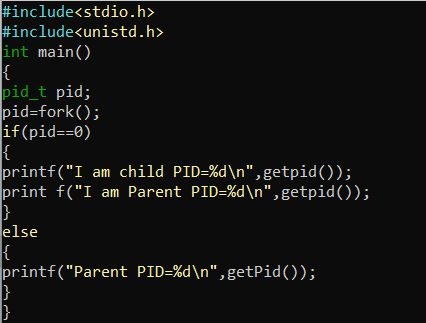 #include<stdio.h>
#include<unistd.h>
int main()
{
pid_t pid;
pid=fork();
if(pid==0)
{
printf("I am child PID=%d\n",getpid());
print f("I am Parent PID=%d\n",getpid());
}
else
{
printf("Parent PID=%d\n",getPid());
}
}